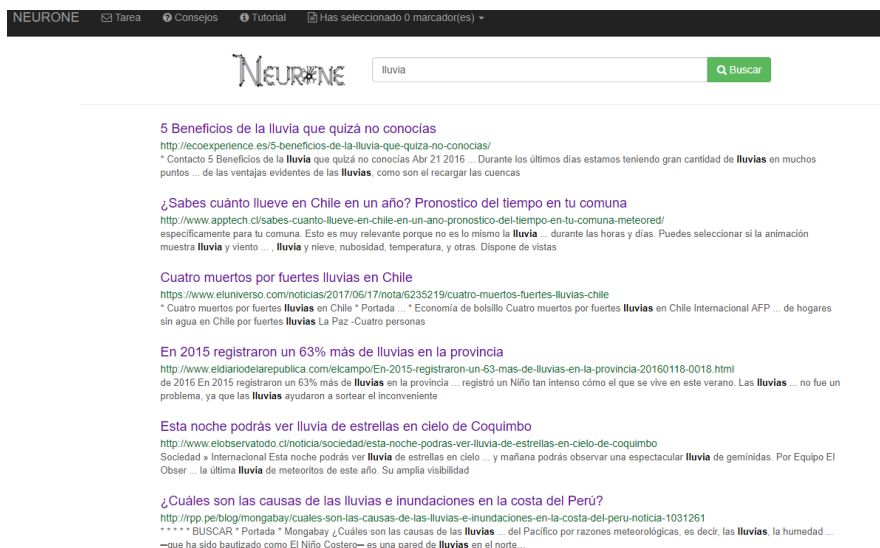 NEURONE Tarea Consejos Tutorial Has seleccionado 0 marcador(es)
NEURONE lluvia Buscar
5 Beneficios de la lluvia que quizá no conocías
http://ecoexperience.es/5-beneficios-de-la-lluvia-que-quiza-no-conocias/
* Contacto 5 Beneficios de la lluvia que quizá no conocías Abr 21 2016 ... Durante los últimos días estamos teniendo gran cantidad de lluvias en muchos
puntos ... de las ventajas evidentes de las lluvias, como son el recargar las cuencas
¿Sabes cuánto llueve en Chile en un año? Pronostico del tiempo en tu comuna
http://www.apptech.cl/sabes-cuanto-llueve-en-chile-en-un-ano-pronostico-del-tiempo-en-tu-comuna-meteored/
específicamente para tu comuna. Esto es muy relevante porque no es lo mismo la lluvia ... durante las horas y días. Puedes seleccionar si la animación
muestra lluvia y viento ... , lluvia y nieve, nubosidad, temperatura, y otras. Dispone de vistas
Cuatro muertos por fuertes lluvias en Chile
https://www.eluniverso.com/noticias/2017/06/17/nota/6235219/cuatro-muertos-fuertes-lluvias-chile
* Cuatro muertos por fuertes lluvias en Chile * Portada ... * Economía de bolsillo Cuatro muertos por fuertes lluvias en Chile Internacional AFP ... de hogares
sin agua en Chile por fuertes lluvias La Paz -Cuatro personas
En 2015 registraron un 63% más de lluvias en la provincia
http://www.eldiariodelarepublica.com/elcampo/En-2015-registraron-un-63-mas-de-lluvias-en-la-provincia-20160118-0018.html
de 2016 En 2015 registraron un 63% más de lluvias en la provincia ... registró un Niño tan intenso cómo el que se vive en este verano. Las lluvias ... no fue un
problema, ya que las lluvias ayudaron a sortear el inconveniente
Esta noche podrás ver lluvia de estrellas en cielo de Coquimbo
http://www.elobservatodo.cl/noticia/sociedad/esta-noche-podras-ver-lluvia-de-estrellas-en-cielo-de-coquimbo
Sociedad » Internacional Esta noche podrás ver lluvia de estrellas en cielo ... y mañana podrás observar una espectacular lluvia de gemínidas. Por Equipo El
Obser ... la última lluvia de meteoritos de este año. Su amplia visibilidad
¿Cuáles son las causas de las lluvias e inundaciones en la costa del Perú?
http://rpp.pe/blog/mongabay/cuales-son-las-causas-de-las-lluvias-e-inundaciones-en-la-costa-del-peru-noticia-1031261
* * * * * BUSCAR * Portada * Mongabay ¿Cuáles son las causas de las lluvias ... del Pacífico por razones meteorológicas, es decir, las lluvias, la humedad ...
—que ha sido bautizado como El Niño Costero— es una pared de lluvias en el norte...